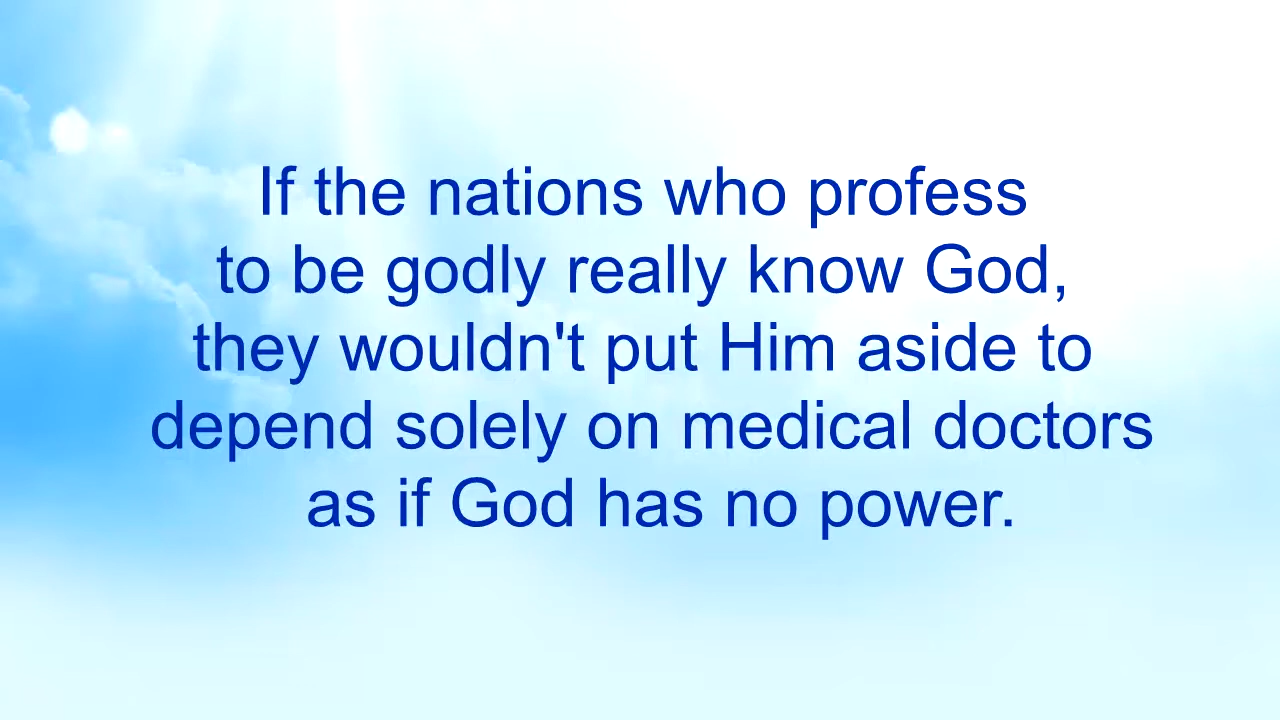 If the nations who profess
to be godly really know God,
they wouldn't put Him aside to
depend solely on medical doctors
as if God has no power.